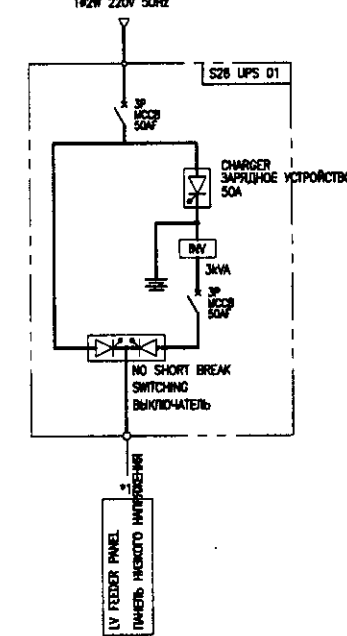 1Φ2W 220V 50Hz
S26 UPS 01
3P
MCCB
50AF
CHARGER
ЗАРЯДНОЕ УСТРОЙСТВО
50A
INV
3kVA
3P
MCCB
50AF
NO SHORT BREAK
SWITCHING
ВЫКЛЮЧАТЕЛЬ
*1
LV FEEDER PANEL
ПАНЕЛЬ НИЗКОГО НАПРЯЖЕНИЯ